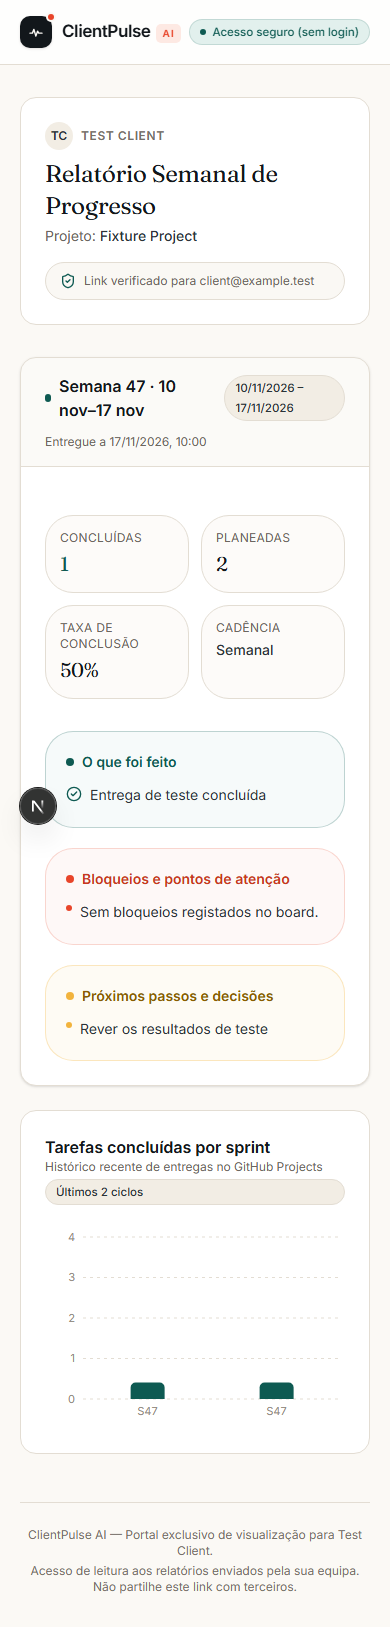 ClientPulse AI
Acesso seguro (sem login)
TC TEST CLIENT
Relatório Semanal de
Progresso
Projeto: Fixture Project
Link verificado para client@example.test
Semana 47 · 10
nov–17 nov
10/11/2026 –
17/11/2026
Entregue a 17/11/2026, 10:00
CONCLUÍDAS
1
PLANEADAS
2
TAXA DE
CONCLUSÃO
50%
CADÊNCIA
Semanal
O que foi feito
Entrega de teste concluída
N
Bloqueios e pontos de atenção
Sem bloqueios registados no board.
Próximos passos e decisões
Rever os resultados de teste
Tarefas concluídas por sprint
Histórico recente de entregas no GitHub Projects
Últimos 2 ciclos
4
3
2
1
0
S47 S47
ClientPulse AI — Portal exclusivo de visualização para Test
Client.
Acesso de leitura aos relatórios enviados pela sua equipa.
Não partilhe este link com terceiros.